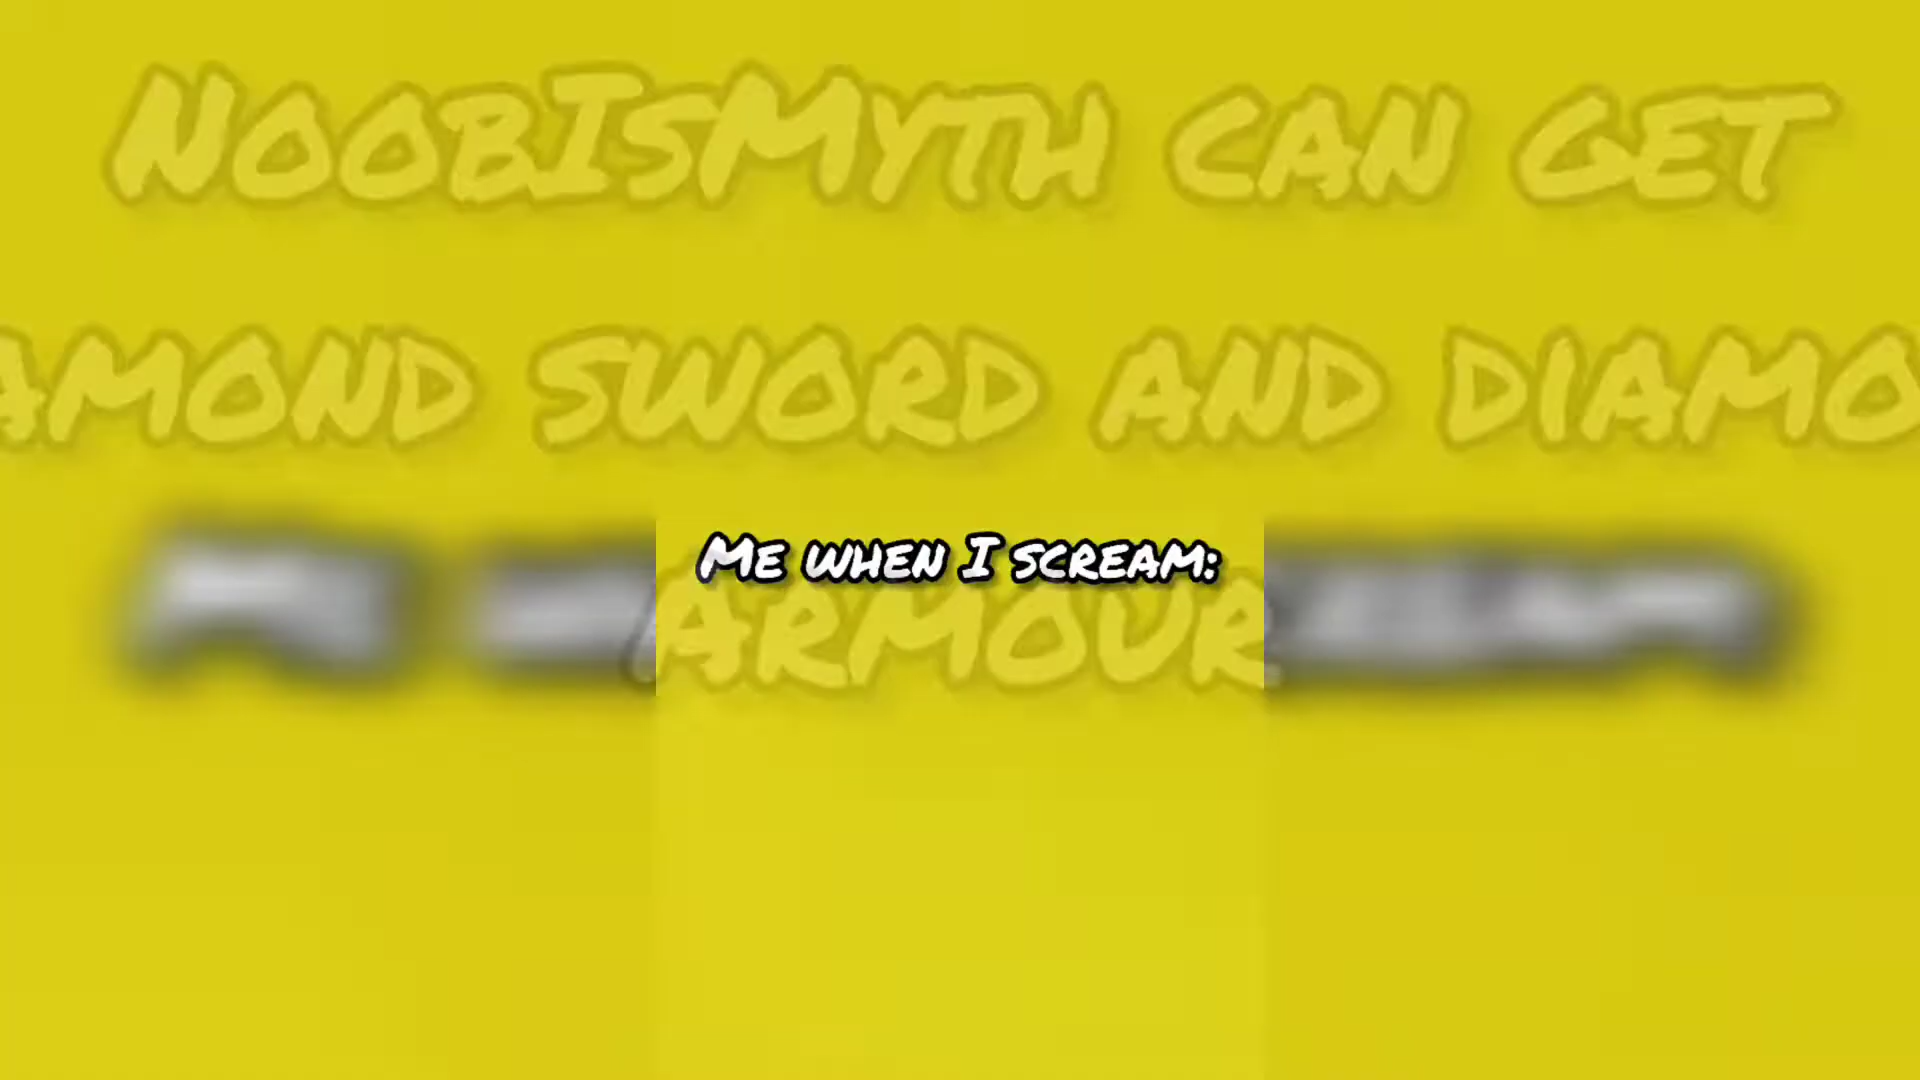 NoobIsMyth can get
amond sword and diamo
Me when I scream:
armour